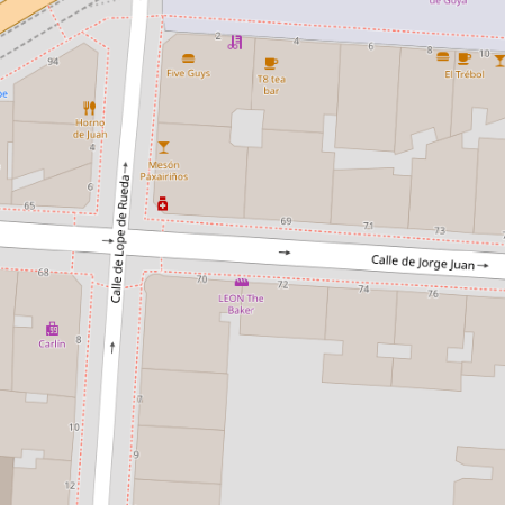 de Goya
2
4
6
8
10
94
Five Guys
T8 tea
bar
El Trébol
Horno
de Juan
4
Mesón
Paxairiños
6
65
69
71
73
Calle de Lope de Rueda
Calle de Jorge Juan
68
70
72
74
76
LEON The
Baker
8
Carlin
7
10
9
12